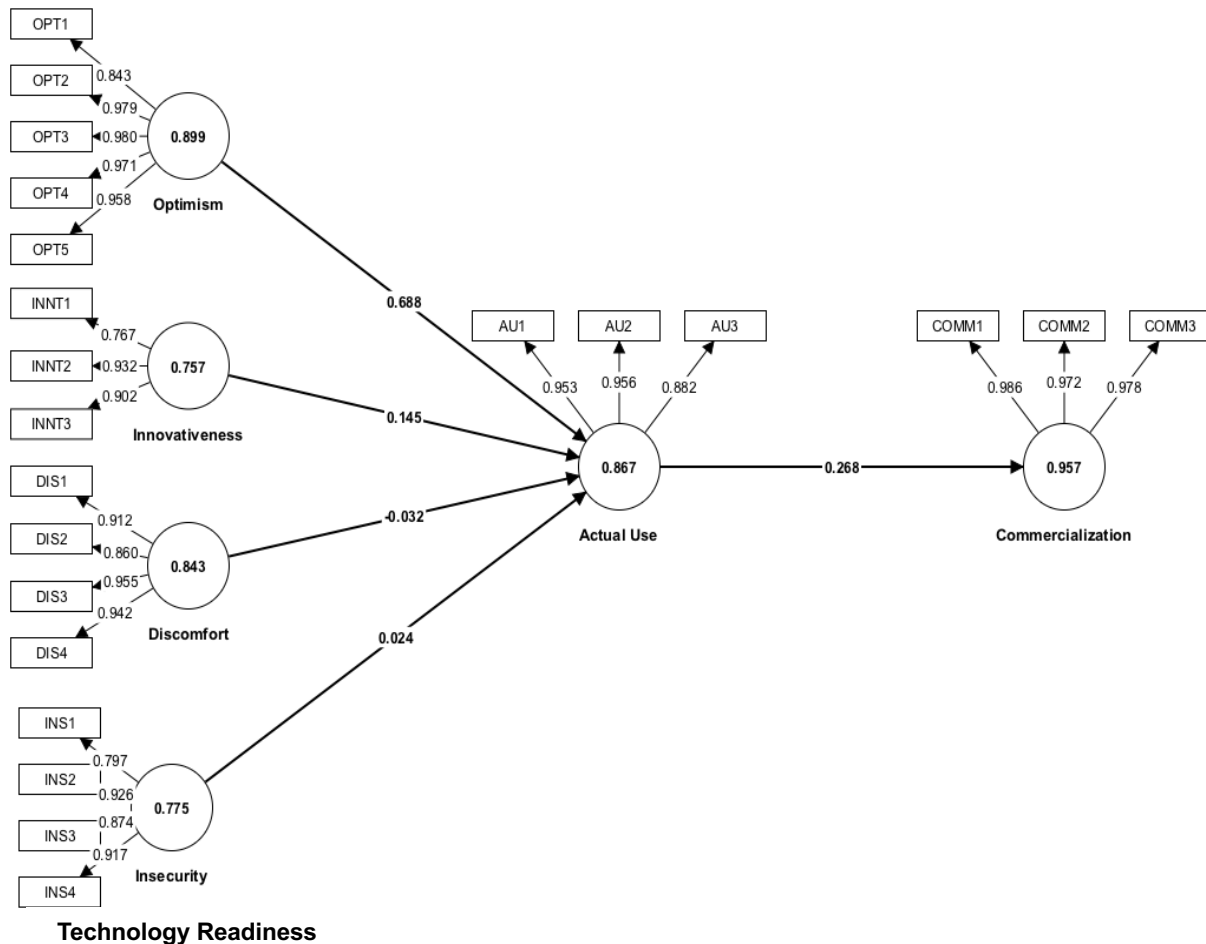 OPT1
0.843
OPT2
0.979
OPT3
0.980
0.899
0.971
OPT4
0.958
Optimism
OPT5
INNT1
0.767
INNT2
0.932
0.757
0.902
INNT3
Innovativeness
DIS1
0.912
DIS2
0.860
0.843
0.955
DIS3
0.942
Discomfort
DIS4
INS1
0.797
INS2
0.926
0.775
0.874
INS3
0.917
Insecurity
INS4
0.688
0.145
-0.032
0.024
AU1
AU2
AU3
0.953
0.956
0.882
0.867
Actual Use
0.268
COMM1
COMM2
COMM3
0.986
0.972
0.978
0.957
Commercialization
Technology Readiness